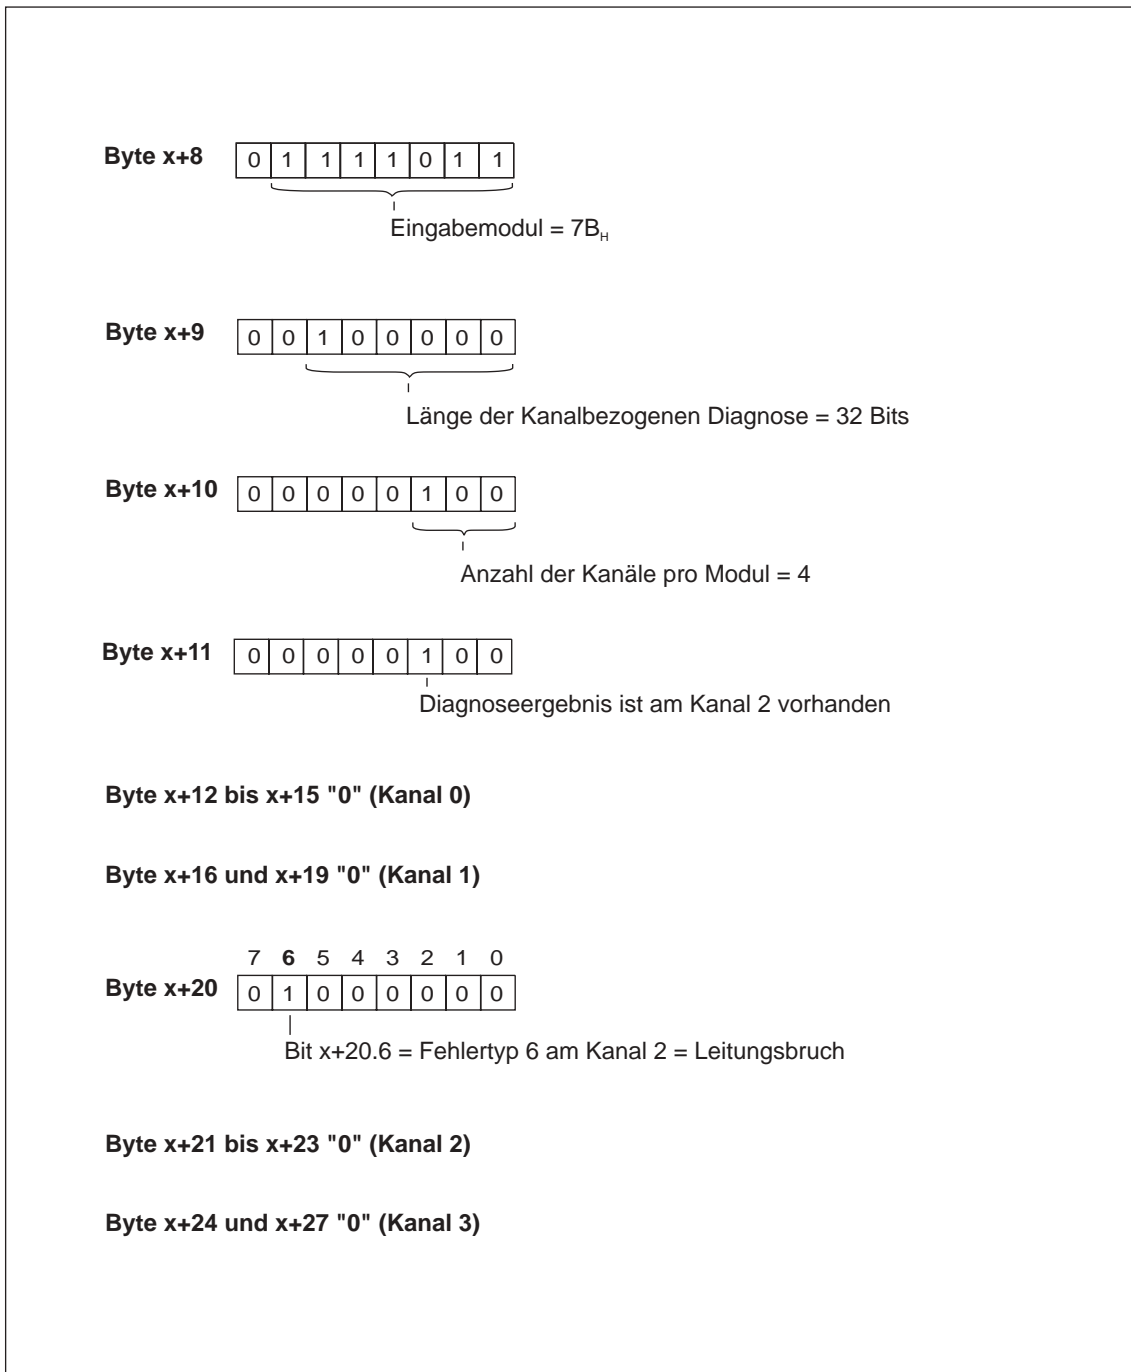 Byte x+8 0 1 1 1 1 0 1 1
Eingabemodul = 7BH
Byte x+9 0 0 1 0 0 0 0 0
Länge der Kanalbezogenen Diagnose = 32 Bits
Byte x+10 0 0 0 0 0 1 0 0
Anzahl der Kanäle pro Modul = 4
Byte x+11 0 0 0 0 0 1 0 0
Diagnoseergebnis ist am Kanal 2 vorhanden
Byte x+12 bis x+15 "0" (Kanal 0)
Byte x+16 und x+19 "0" (Kanal 1)
7 6 5 4 3 2 1 0
Byte x+20 0 1 0 0 0 0 0 0
Bit x+20.6 = Fehlertyp 6 am Kanal 2 = Leitungsbruch
Byte x+21 bis x+23 "0" (Kanal 2)
Byte x+24 und x+27 "0" (Kanal 3)